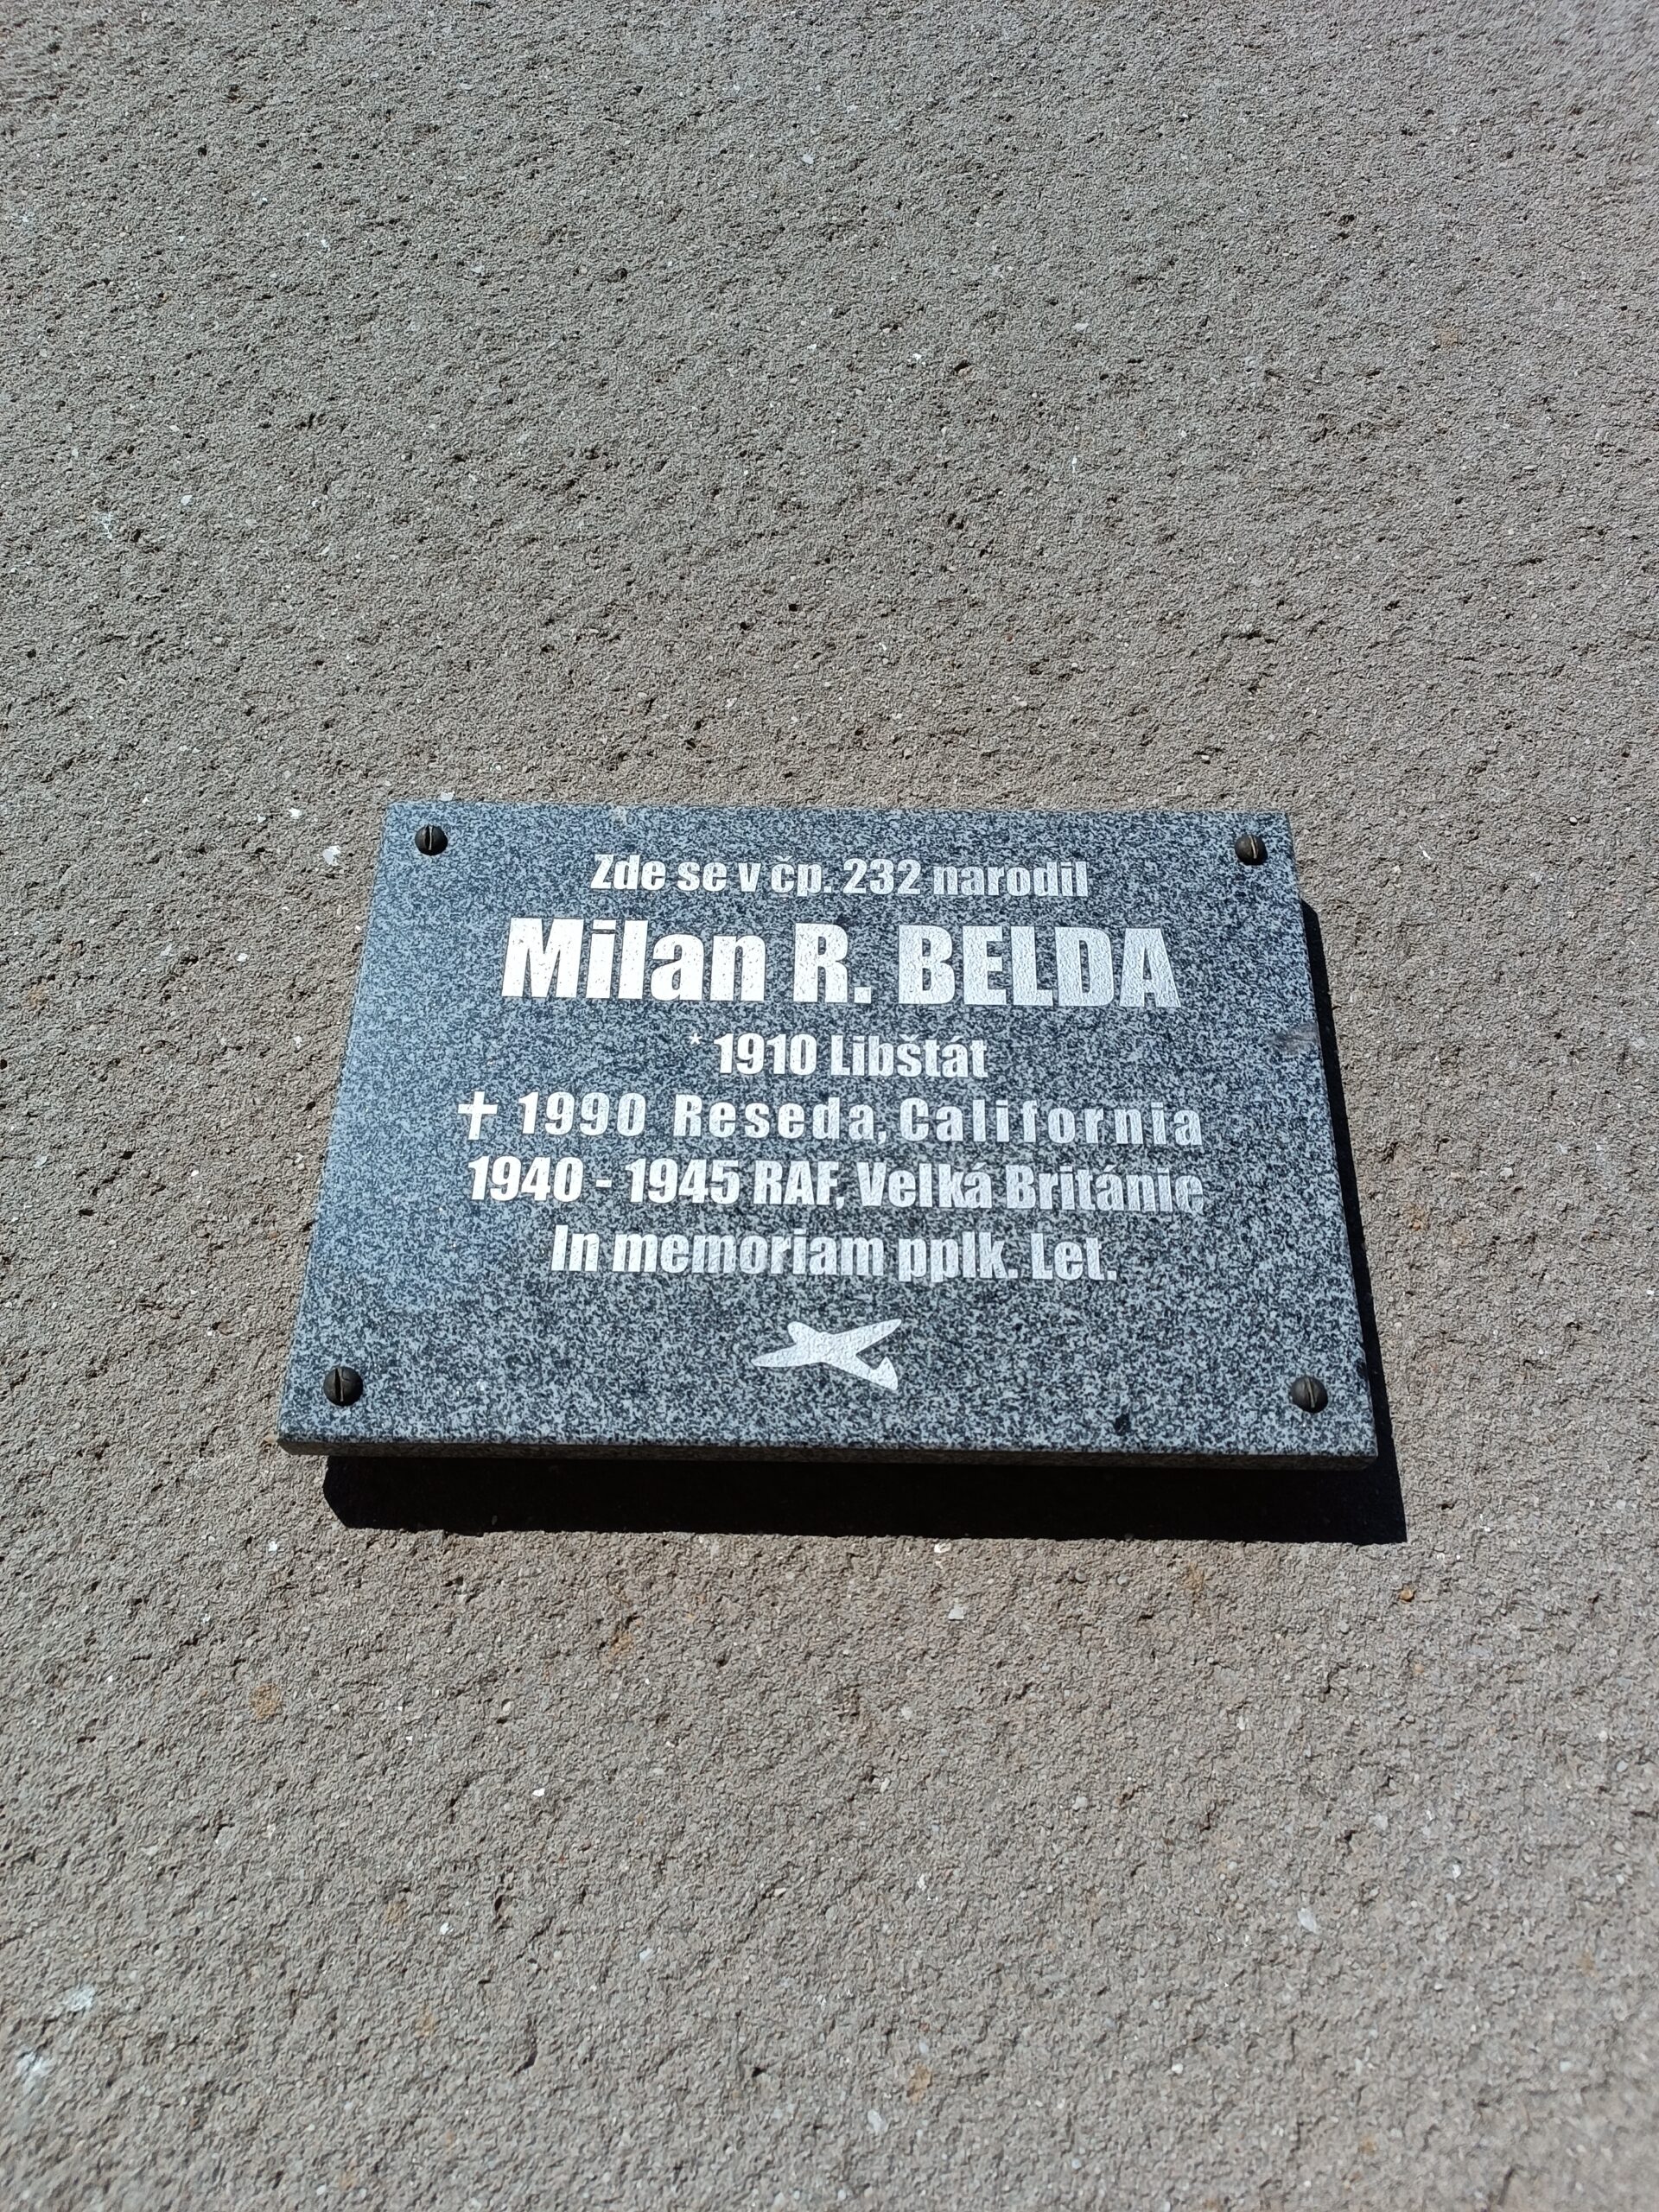 Zde se v čp. 232 narodil
Milan R. BELDA
* 1910 Libštát
✝ 1990 Reseda, California
1940 - 1945 RAF, Velká Británie
In memoriam pplk. Let.